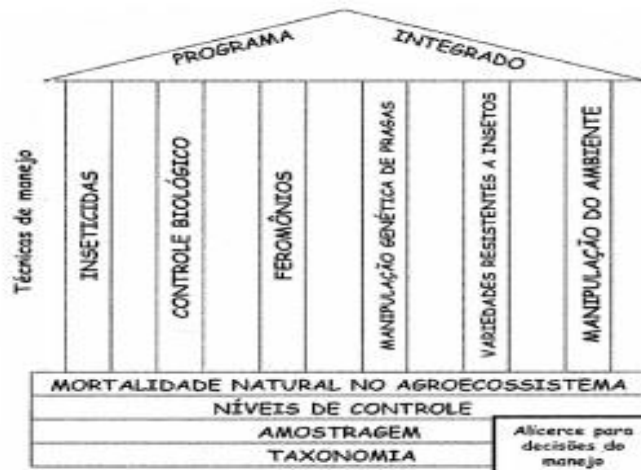 PROGRAMA INTEGRADO
Técnicas de manejo
INSETICIDAS
CONTROLE BIOLÓGICO
FEROMÔNIOS
MANIPULAÇÃO GENÉTICA DE PRAGAS
VARIEDADES RESISTENTES A INSETOS
MANIPULAÇÃO DO AMBIENTE
MORTALIDADE NATURAL NO AGROECOSSISTEMA
NÍVEIS DE CONTROLE
AMOSTRAGEM
TAXONOMIA
Alicerce para
decisões do
manejo